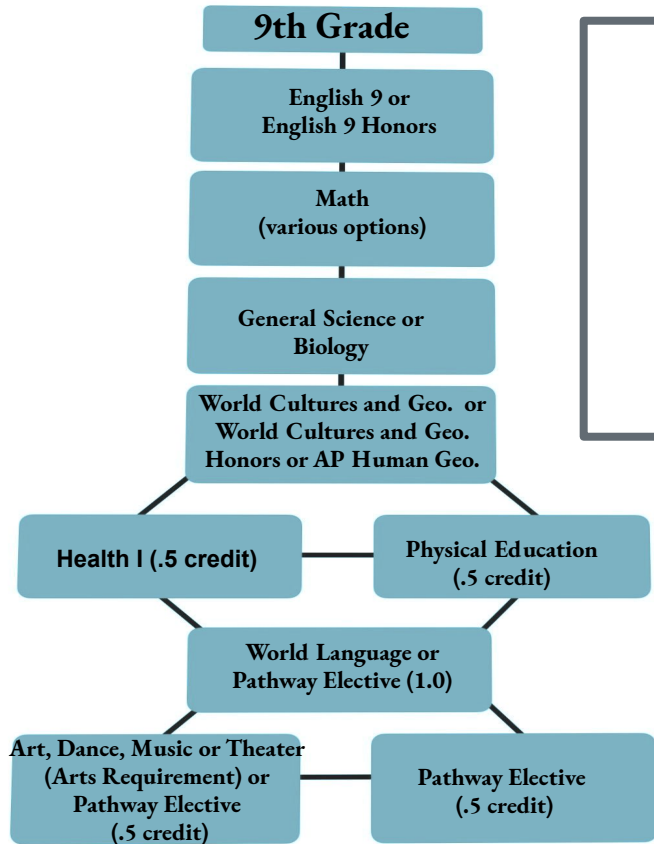 9th Grade
English 9 or
English 9 Honors
Math
(various options)
General Science or
Biology
World Cultures and Geo. or
World Cultures and Geo.
Honors or AP Human Geo.
Health I (.5 credit)
Physical Education
(.5 credit)
World Language or
Pathway Elective (1.0)
Art, Dance, Music or Theater
(Arts Requirement) or
Pathway Elective
(.5 credit)
Pathway Elective
(.5 credit)